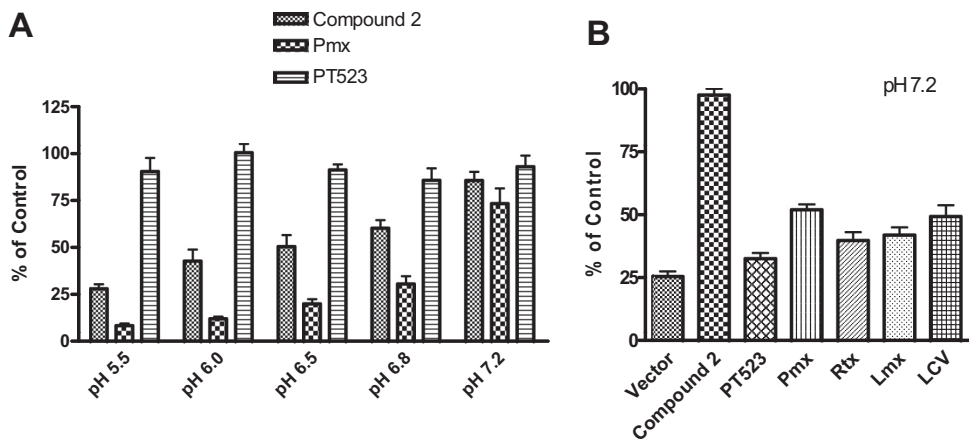 A
Compound 2
Pmx
PT523
% of Control
125
100
75
50
25
0
pH 5.5
pH 6.0
pH 6.5
pH 6.8
pH 7.2
B
pH 7.2
% of Control
100
75
50
25
0
Vector
Compound 2
PT523
Pmx
Rtx
Lmx
LCV